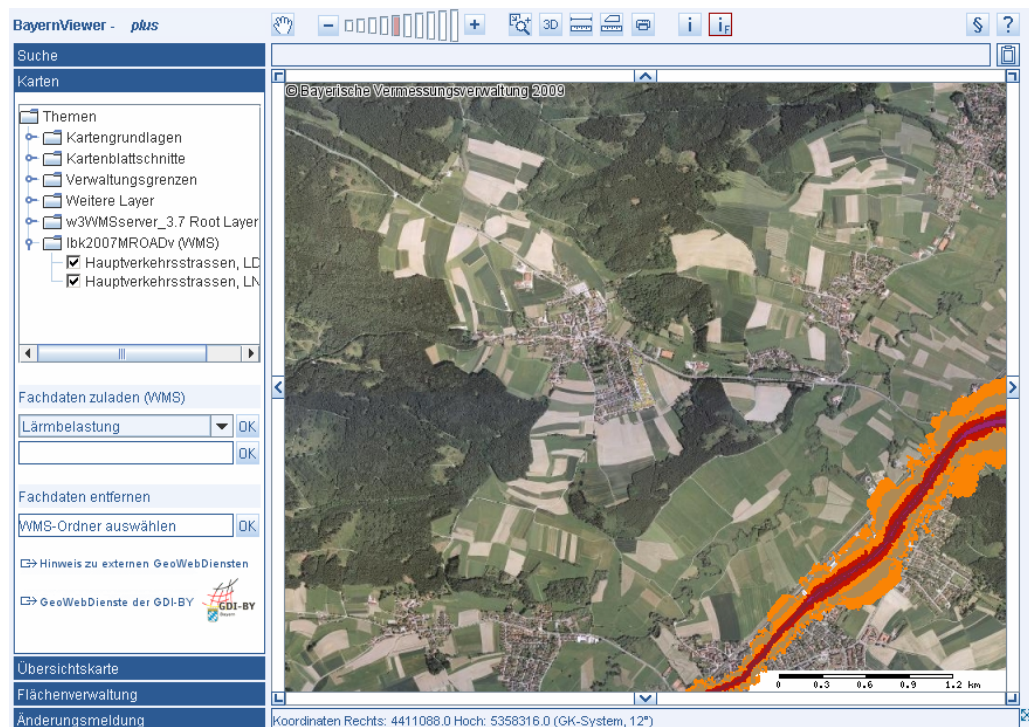 BayernViewer - plus
3D
i
iF
§
?
Suche
Karten
© Bayerische Vermessungsverwaltung 2009
Themen
Kartengrundlagen
Kartenblattschnitte
Verwaltungsgrenzen
Weitere Layer
w3WMSserver_3.7 Root Layer
lbk2007MROADv (WMS)
Hauptverkehrsstrassen, LD
Hauptverkehrsstrassen, LN
Fachdaten zuladen (WMS)
Lärmbelastung
OK
OK
Fachdaten entfernen
WMS-Ordner auswählen
OK
Hinweis zu externen GeoWebDiensten
GeoWebDienste der GDI-BY
GDI-BY
Bayern
Übersichtskarte
Flächenverwaltung
Änderungsmeldung
0 0.3 0.6 0.9 1.2 km
Koordinaten Rechts: 4411088.0 Hoch: 5358316.0 (GK-System, 12°)